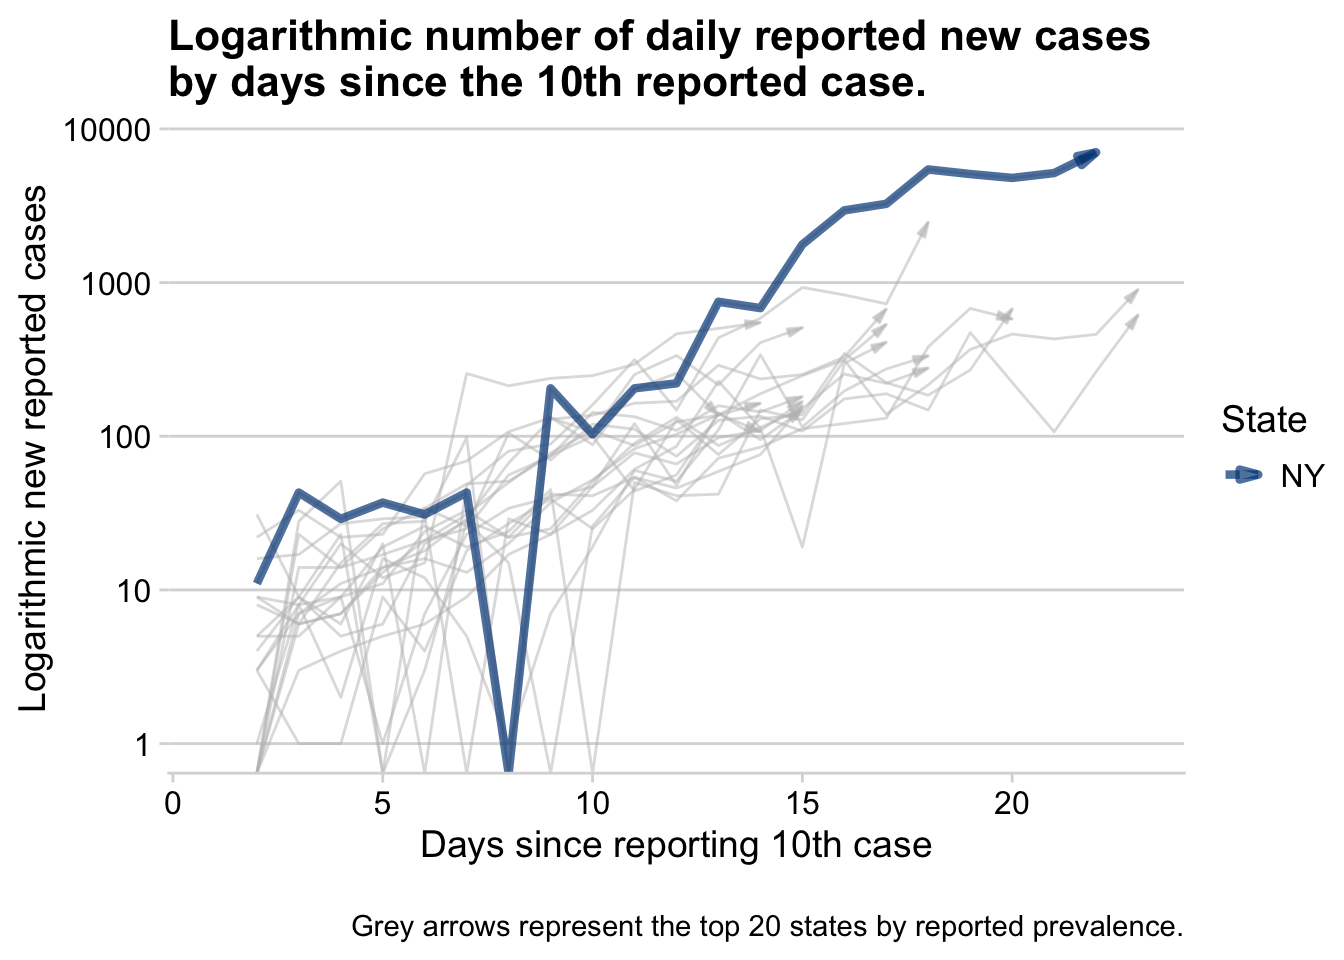 Logarithmic number of daily reported new cases
by days since the 10th reported case.
Logarithmic new reported cases
10000
1000
100
10
1
0 5 10 15 20
Days since reporting 10th case
State
NY
Grey arrows represent the top 20 states by reported prevalence.